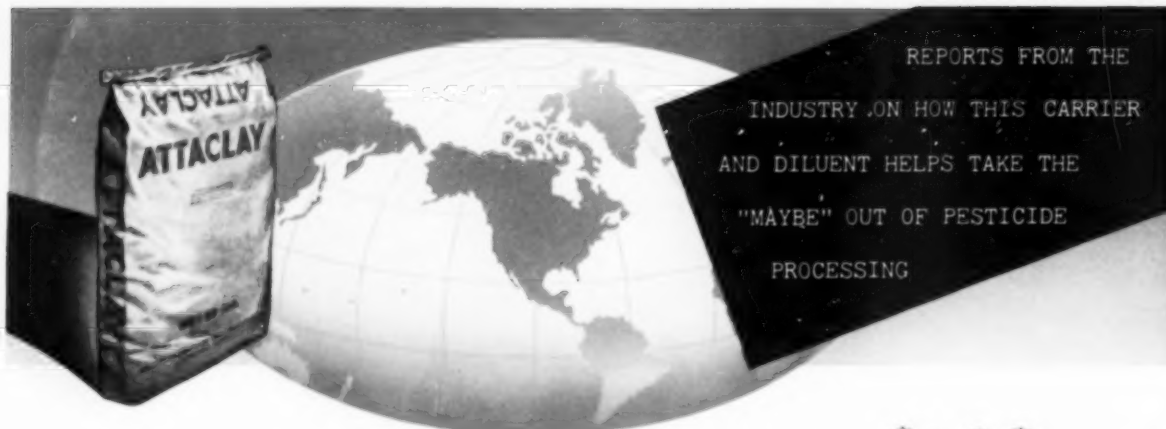 ATTACLAY
ATTACLAY
REPORTS FROM THE
INDUSTRY ON HOW THIS CARRIER
AND DILUENT HELPS TAKE THE
"MAYBE" OUT OF PESTICIDE
PROCESSING